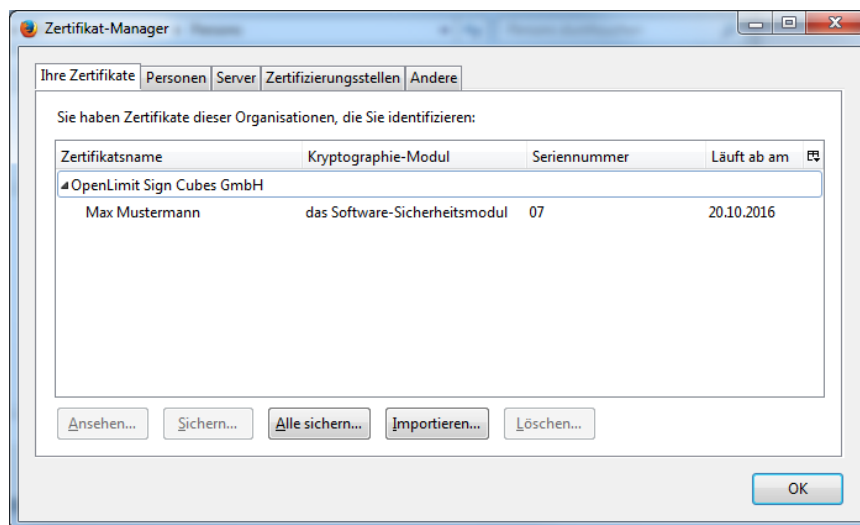 Zertifikat-Manager
Ihre Zertifikate Personen Server Zertifizierungsstellen Andere
Sie haben Zertifikate dieser Organisationen, die Sie identifizieren:
Zertifikatsname Kryptographie-Modul Seriennummer Läuft ab am
OpenLimit Sign Cubes GmbH
Max Mustermann das Software-Sicherheitsmodul 07 20.10.2016
Ansehen... Sichern... Alle sichern... Importieren... Löschen...
OK